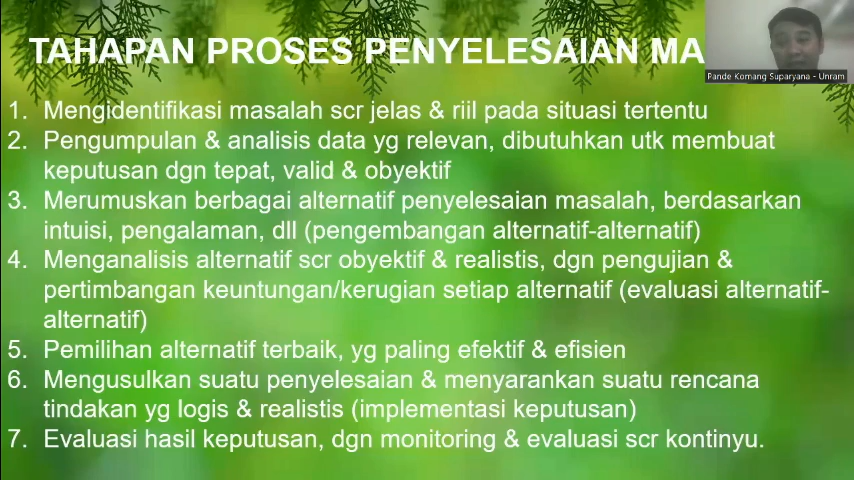 TAHAPAN PROSES PENYELESAIAN MA
Pande Komang Suparyana - Unram
1. Mengidentifikasi masalah scr jelas & riil pada situasi tertentu
2. Pengumpulan & analisis data yg relevan, dibutuhkan utk membuat
keputusan dgn tepat, valid & obyektif
3. Merumuskan berbagai alternatif penyelesaian masalah, berdasarkan
intuisi, pengalaman, dll (pengembangan alternatif-alternatif)
4. Menganalisis alternatif scr obyektif & realistis, dgn pengujian &
pertimbangan keuntungan/kerugian setiap alternatif (evaluasi alternatif-
alternatif)
5. Pemilihan alternatif terbaik, yg paling efektif & efisien
6. Mengusulkan suatu penyelesaian & menyarankan suatu rencana
tindakan yg logis & realistis (implementasi keputusan)
7. Evaluasi hasil keputusan, dgn monitoring & evaluasi scr kontinyu.